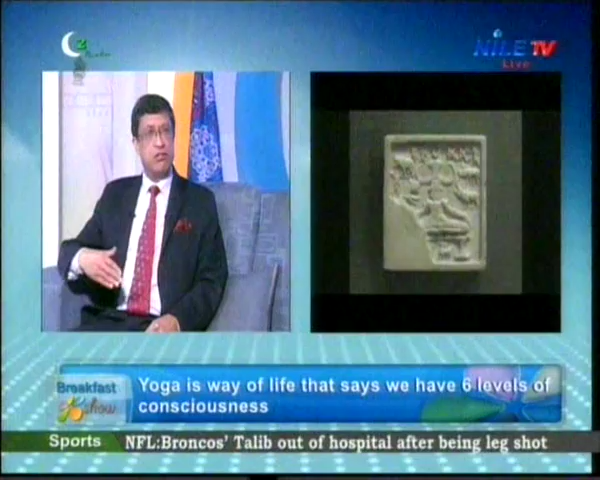 2
NILE TV
Live
Breakfast
show
Yoga is way of life that says we have 6 levels of
consciousness
Sports
NFL:Broncos' Talib out of hospital after being leg shot